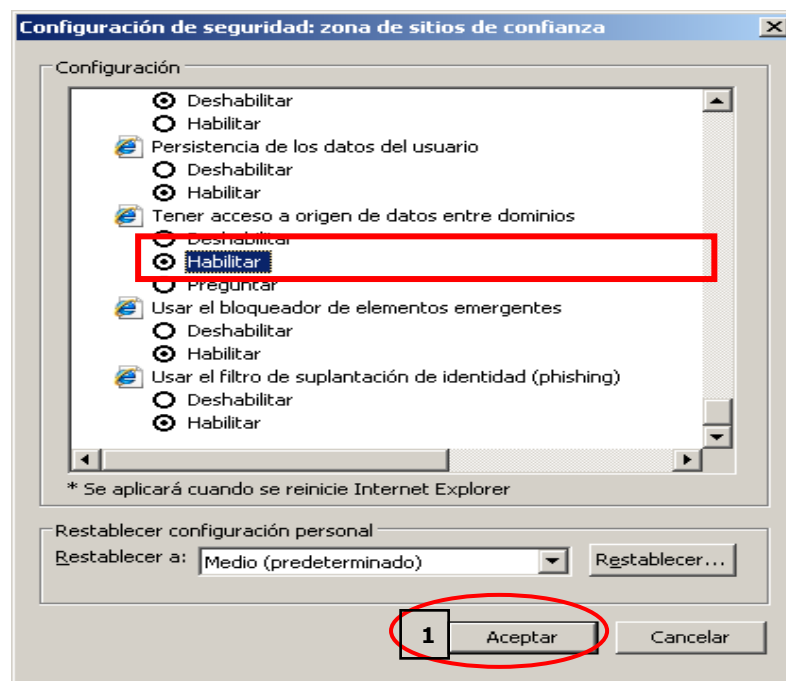 Configuración de seguridad: zona de sitios de confianza
Configuración
Deshabilitar
Habilitar
Persistencia de los datos del usuario
Deshabilitar
Habilitar
Tener acceso a origen de datos entre dominios
Deshabilitar
Habilitar
Preguntar
Usar el bloqueador de elementos emergentes
Deshabilitar
Habilitar
Usar el filtro de suplantación de identidad (phishing)
Deshabilitar
Habilitar
* Se aplicará cuando se reinicie Internet Explorer
Restablecer configuración personal
Restablecer a: Medio (predeterminado) Restablecer...
1 Aceptar Cancelar